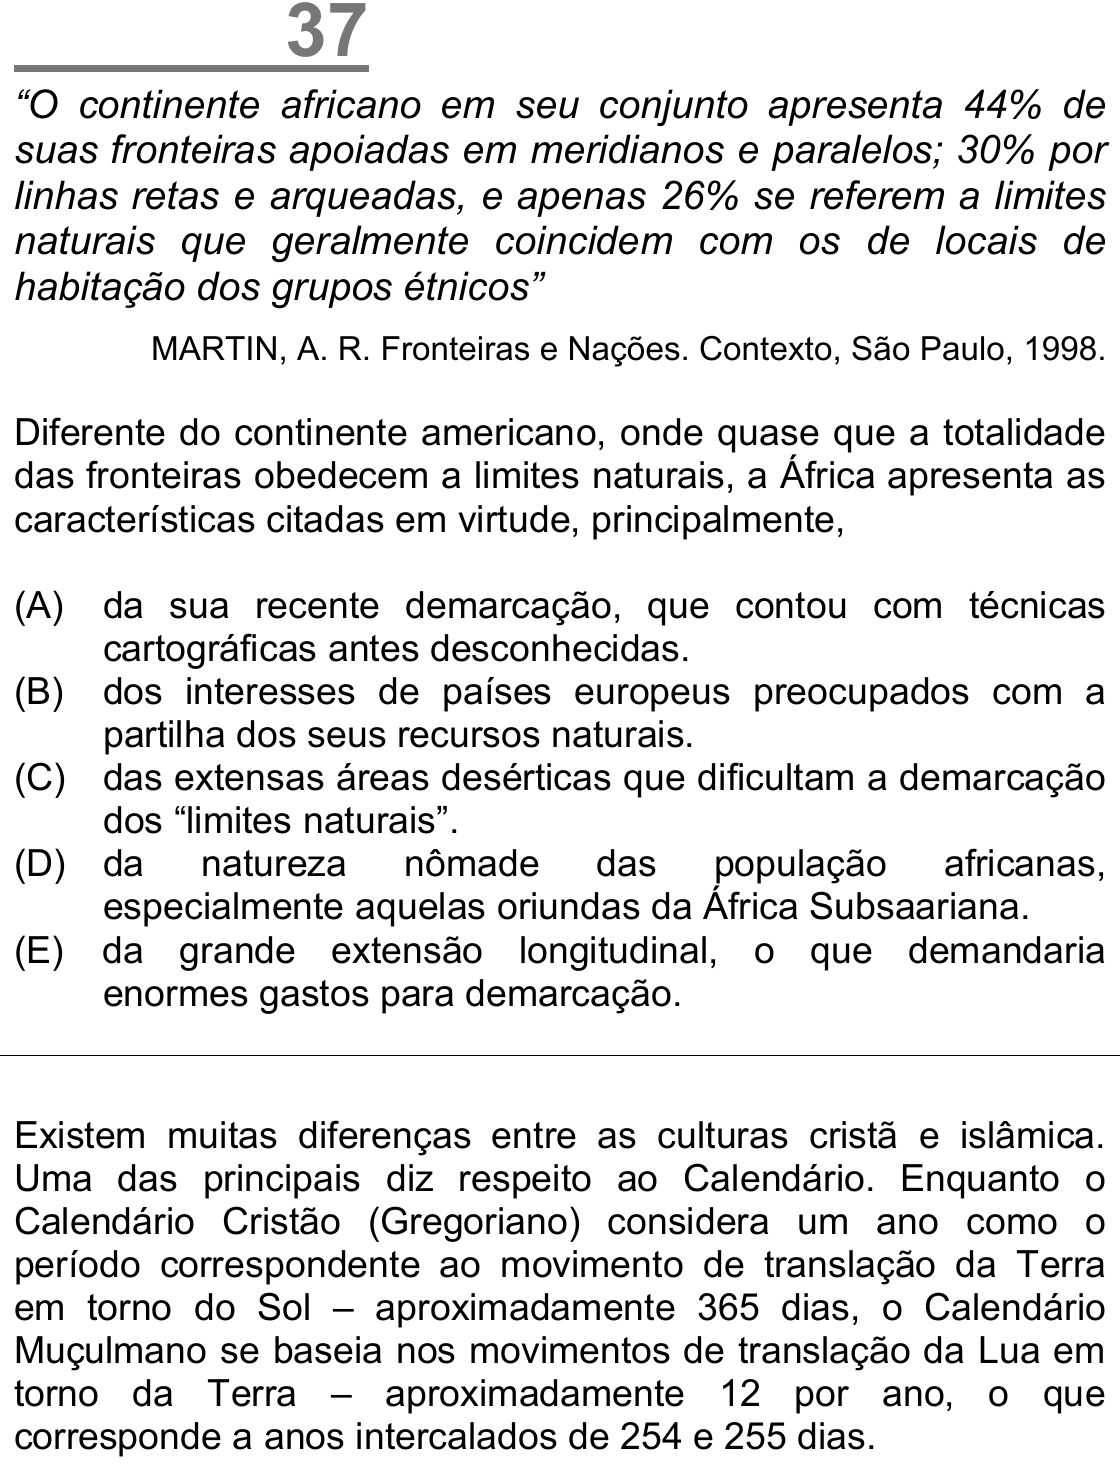 37
“O continente africano em seu conjunto apresenta 44% de
suas fronteiras apoiadas em meridianos e paralelos; 30% por
linhas retas e arqueadas, e apenas 26% se referem a limites
naturais que geralmente coincidem com os de locais de
habitação dos grupos étnicos”
MARTIN, A. R. Fronteiras e Nações. Contexto, São Paulo, 1998.
Diferente do continente americano, onde quase que a totalidade
das fronteiras obedecem a limites naturais, a África apresenta as
características citadas em virtude, principalmente,
(A) da sua recente demarcação, que contou com técnicas
cartográficas antes desconhecidas.
(B) dos interesses de países europeus preocupados com a
partilha dos seus recursos naturais.
(C) das extensas áreas desérticas que dificultam a demarcação
dos “limites naturais”.
(D) da natureza nômade das população africanas,
especialmente aquelas oriundas da África Subsaariana.
(E) da grande extensão longitudinal, o que demandaria
enormes gastos para demarcação.
Existem muitas diferenças entre as culturas cristã e islâmica.
Uma das principais diz respeito ao Calendário. Enquanto o
Calendário Cristão (Gregoriano) considera um ano como o
período correspondente ao movimento de translação da Terra
em torno do Sol – aproximadamente 365 dias, o Calendário
Muçulmano se baseia nos movimentos de translação da Lua em
torno da Terra – aproximadamente 12 por ano, o que
corresponde a anos intercalados de 254 e 255 dias.